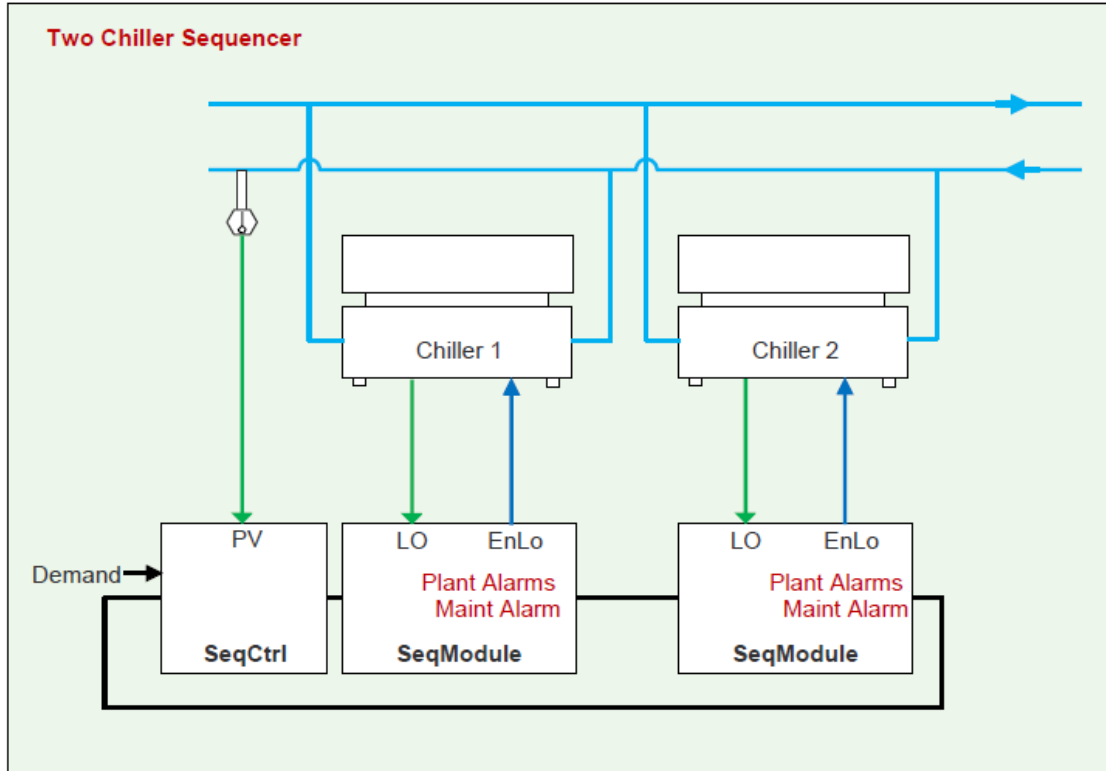 Two Chiller Sequencer
Chiller 1
Chiller 2
PV
LO
EnLo
LO
EnLo
Demand
Plant Alarms
Maint Alarm
Plant Alarms
Maint Alarm
SeqCtrl
SeqModule
SeqModule